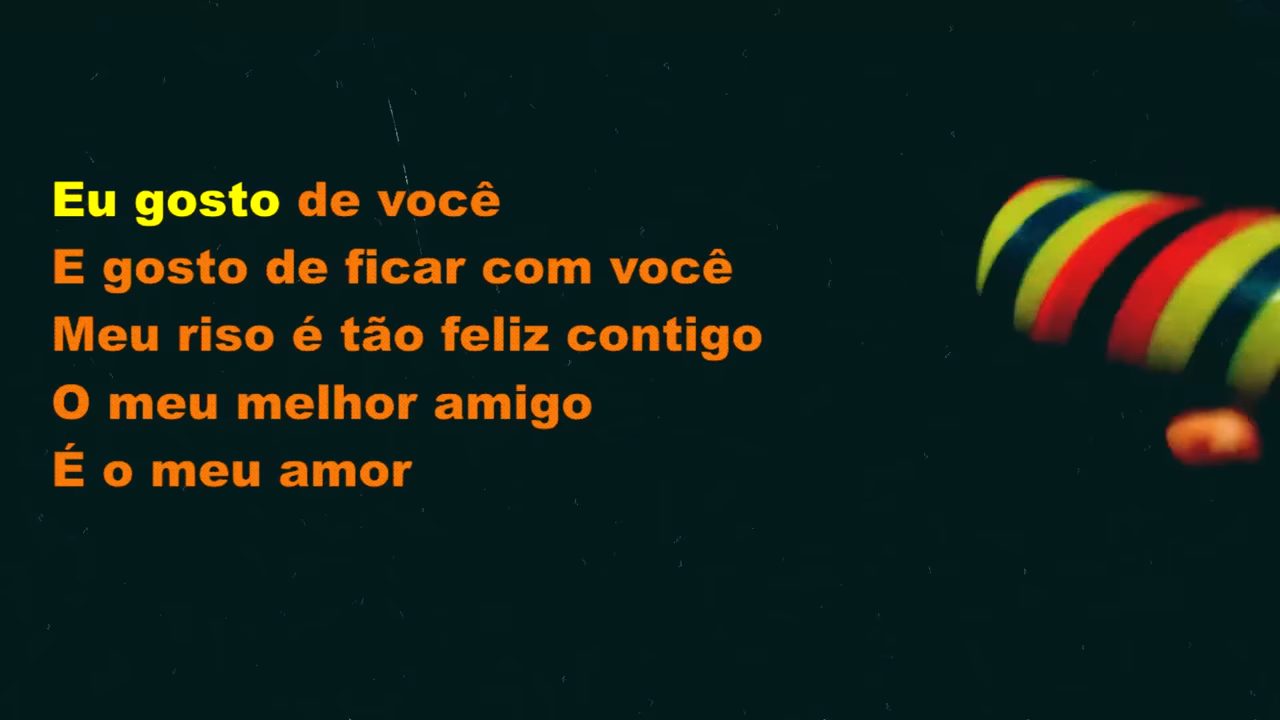 Eu gosto de você
E gosto de ficar com você
Meu riso é tão feliz contigo
O meu melhor amigo
É o meu amor